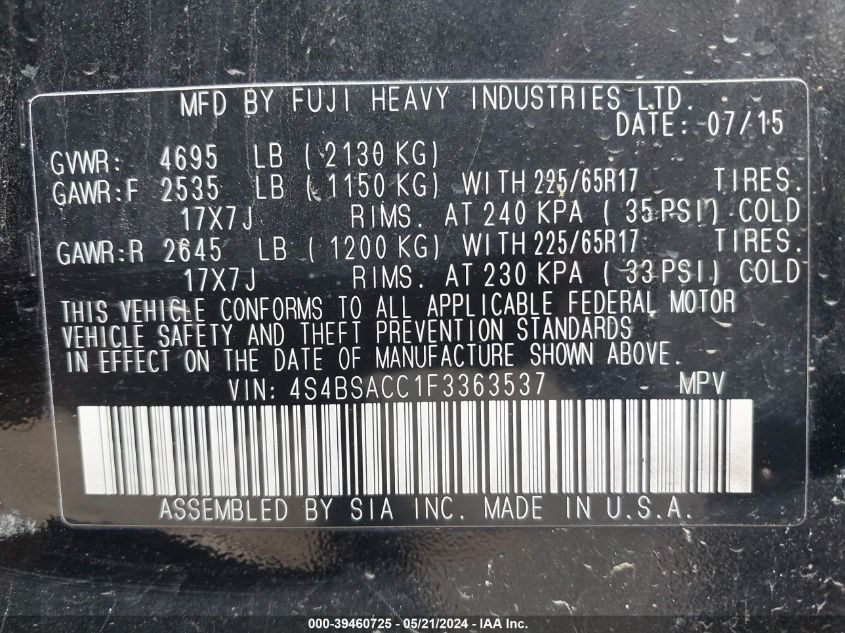 MFD BY FUJI HEAVY INDUSTRIES LTD.
DATE: 07/15
GVWR: 4695 LB ( 2130 KG)
GAWR:F 2535 LB ( 1150 KG) WITH 225/65R17 TIRES.
17X7J RIMS. AT 240 KPA ( 35 PSI) COLD
GAWR:R 2645 LB ( 1200 KG) WITH 225/65R17 TIRES.
17X7J RIMS. AT 230 KPA ( 33 PSI) COLD
THIS VEHICLE CONFORMS TO ALL APPLICABLE FEDERAL MOTOR
VEHICLE SAFETY AND THEFT PREVENTION STANDARDS
IN EFFECT ON THE DATE OF MANUFACTURE SHOWN ABOVE.
VIN: 4S4BSACC1F3363537 MPV
ASSEMBLED BY SIA INC. MADE IN U.S.A.
000-39460725 - 05/21/2024 - IAA Inc.